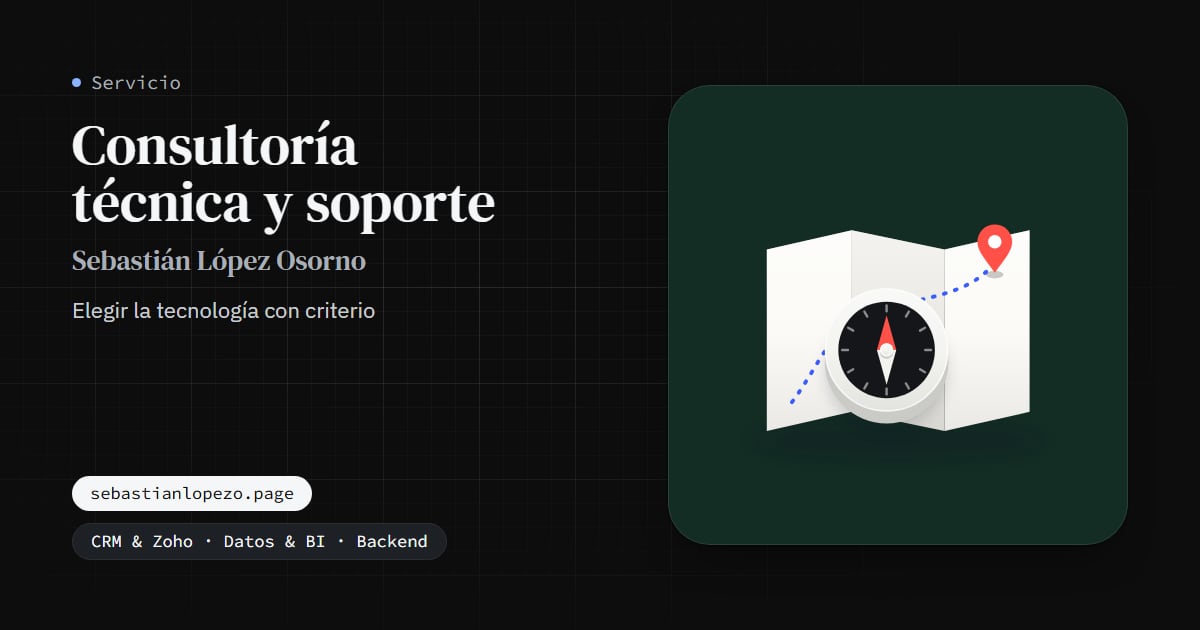 Servicio
Consultoría
técnica y soporte
Sebastián López Osorno
Elegir la tecnología con criterio
sebastianlopezo.page
CRM & Zoho · Datos & BI · Backend